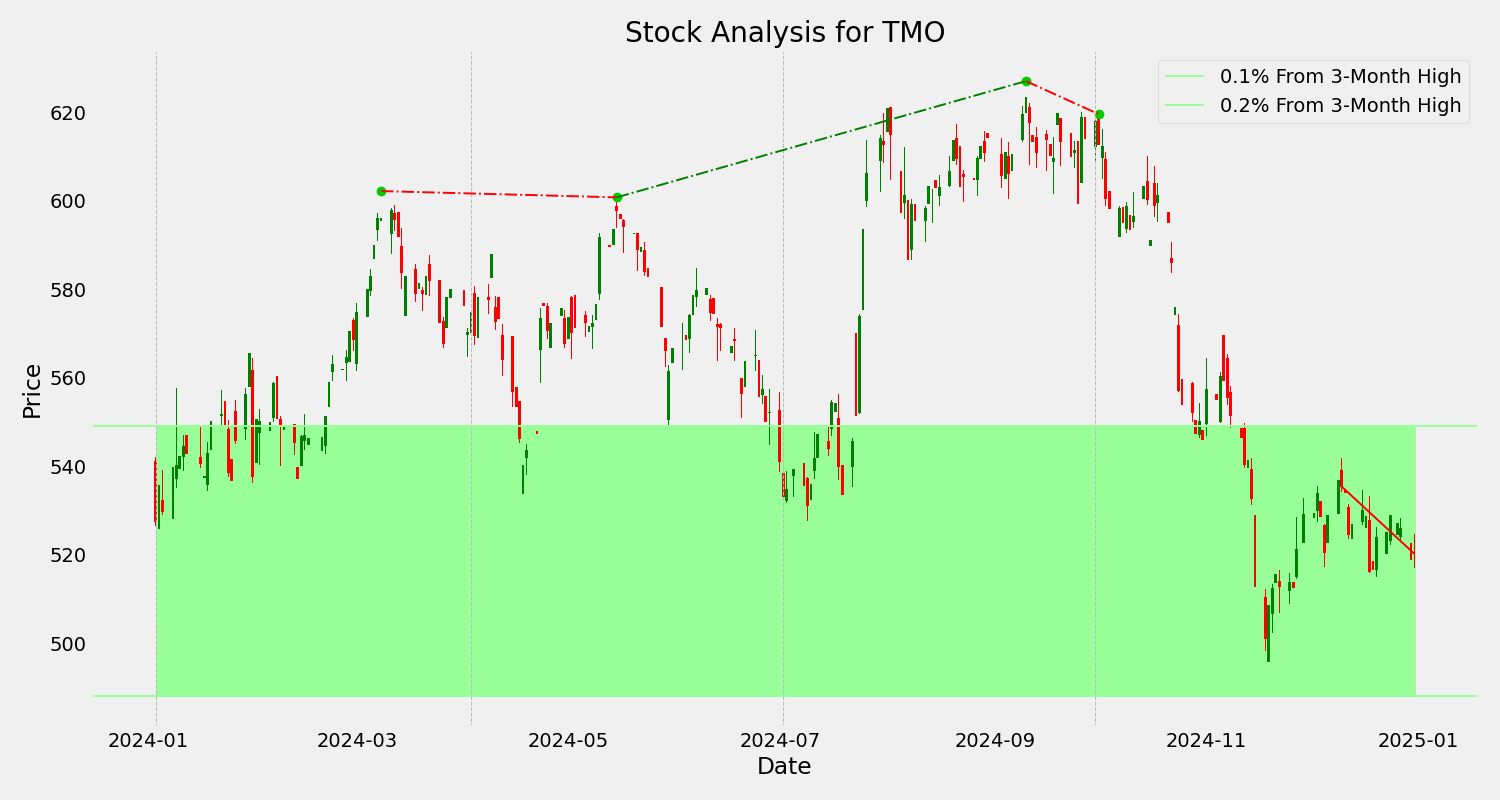 Stock Analysis for TMO
0.1% From 3-Month High
0.2% From 3-Month High
Price
620
600
580
560
540
520
500
2024-01
2024-03
2024-05
2024-07
2024-09
2024-11
2025-01
Date